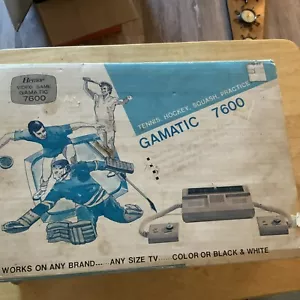 VIDEO GAME
GAMATIC
7600
TENNIS, HOCKEY, SQUASH, PRACTICE
GAMATIC 7600
WORKS ON ANY BRAND... ANY SIZE TV COLOR OR BLACK & WHITE